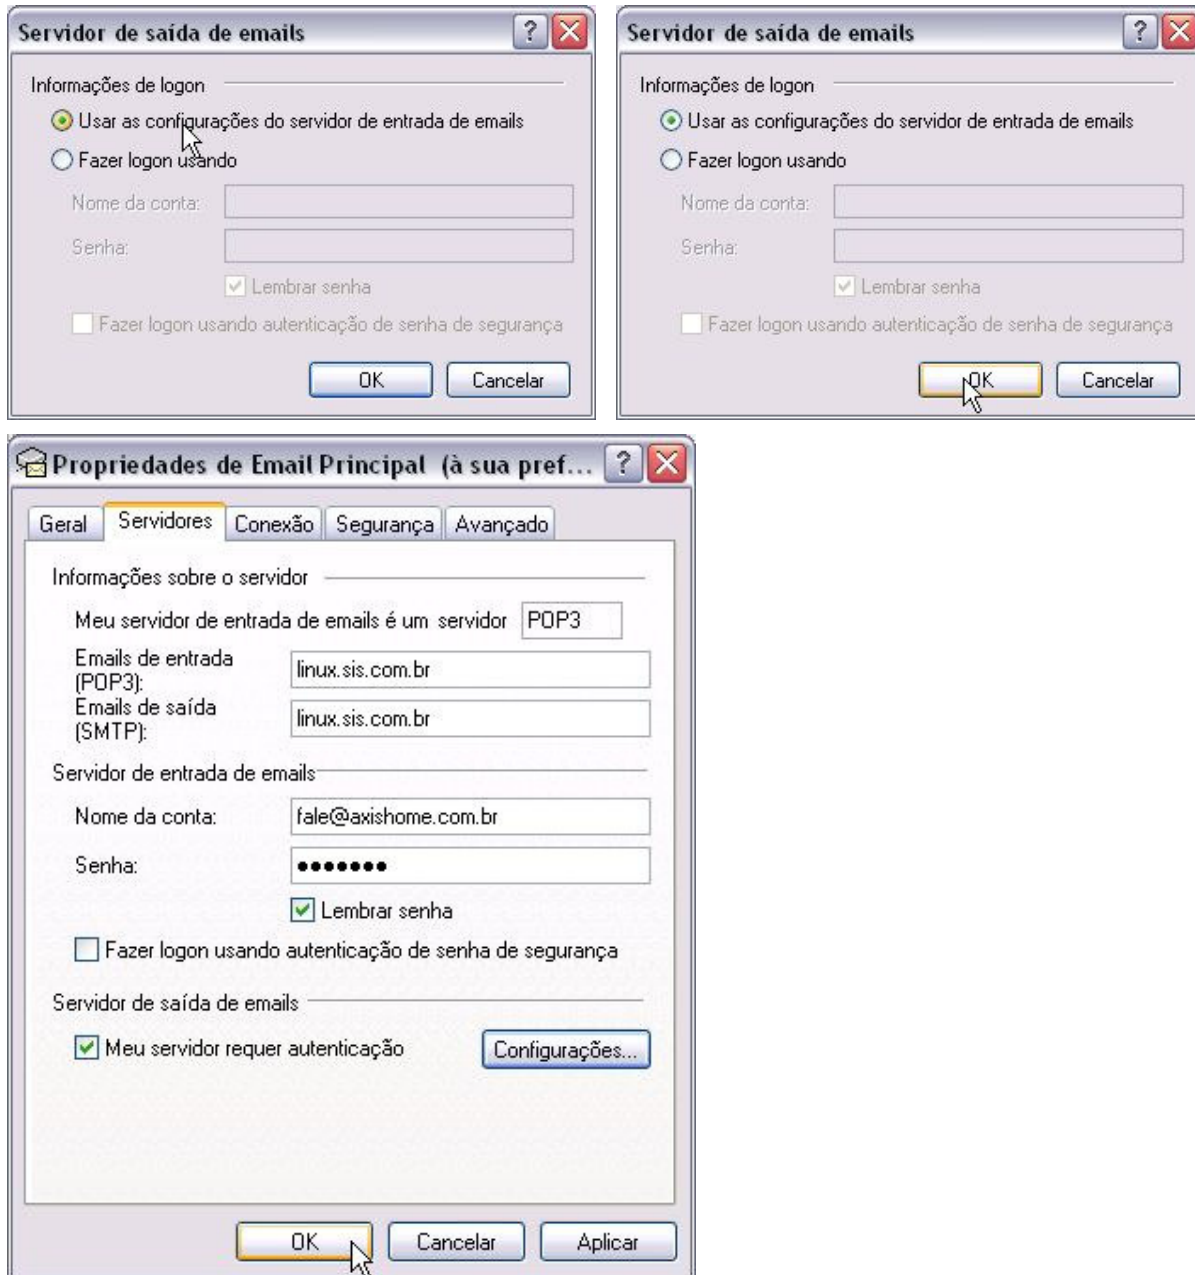 Servidor de saída de emails
Informações de logon
Usar as configurações do servidor de entrada de emails
Fazer logon usando
Nome da conta:
Senha:
Lembrar senha
Fazer logon usando autenticação de senha de segurança
OK Cancelar
Servidor de saída de emails
Informações de logon
Usar as configurações do servidor de entrada de emails
Fazer logon usando
Nome da conta:
Senha:
Lembrar senha
Fazer logon usando autenticação de senha de segurança
OK Cancelar
Propriedades de Email Principal (à sua pref...
Geral Servidores Conexão Segurança Avançado
Informações sobre o servidor
Meu servidor de entrada de emails é um servidor POP3
Emails de entrada
(POP3):
linux.sis.com.br
Emails de saída
(SMTP):
linux.sis.com.br
Servidor de entrada de emails
Nome da conta: fale@axishome.com.br
Senha: •••••••
Lembrar senha
Fazer logon usando autenticação de senha de segurança
Servidor de saída de emails
Meu servidor requer autenticação Configurações...
OK Cancelar Aplicar